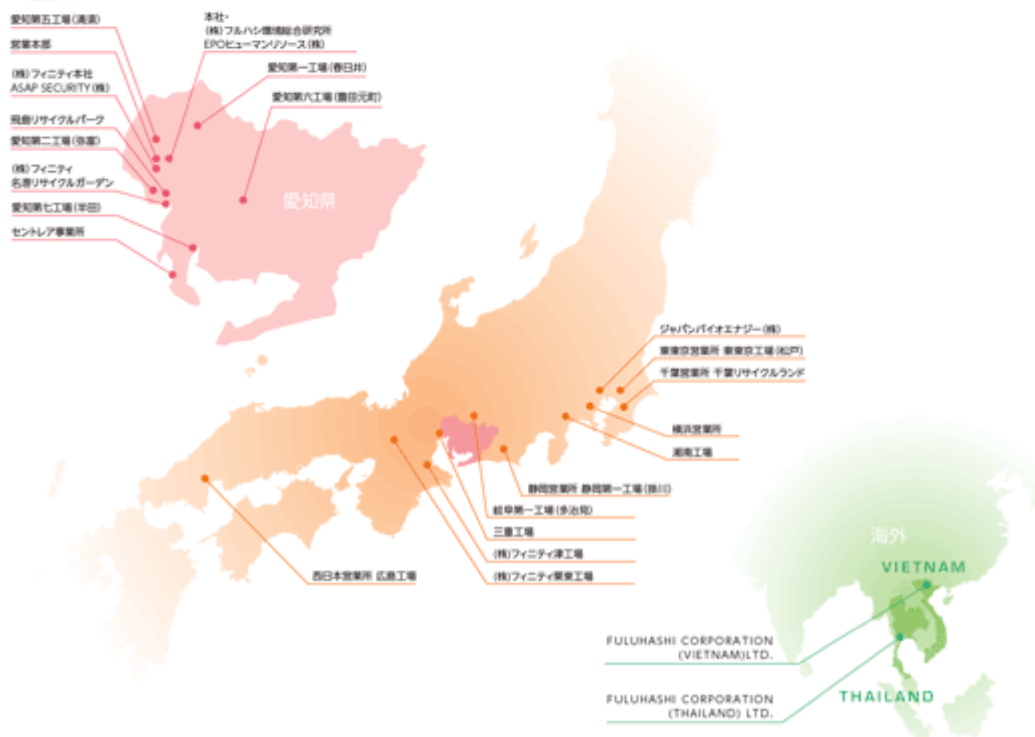 愛知第五工場(清須)
営業本部
(株)フィニティ本社
ASAP SECURITY(株)
飛島リサイクルパーク
愛知第二工場(弥富)
(株)フィニティ
名港リサイクルガーデン
愛知第七工場(半田)
セントレア事業所
本社・
(株)フルハシ環境総合研究所
EPOヒューマンリソース(株)
愛知第一工場(春日井)
愛知第六工場(豊田元町)
愛知県
ジャパンバイオエナジー(株)
東東京営業所 東東京工場(松戸)
千葉営業所 千葉リサイクルランド
横浜営業所
湘南工場
静岡営業所 静岡第一工場(掛川)
岐阜第一工場(多治見)
三重工場
(株)フィニティ津工場
(株)フィニティ栗東工場
西日本営業所 広島工場
海外
VIETNAM
FULUHASHI CORPORATION
(VIETNAM)LTD.
THAILAND
FULUHASHI CORPORATION
(THAILAND) LTD.